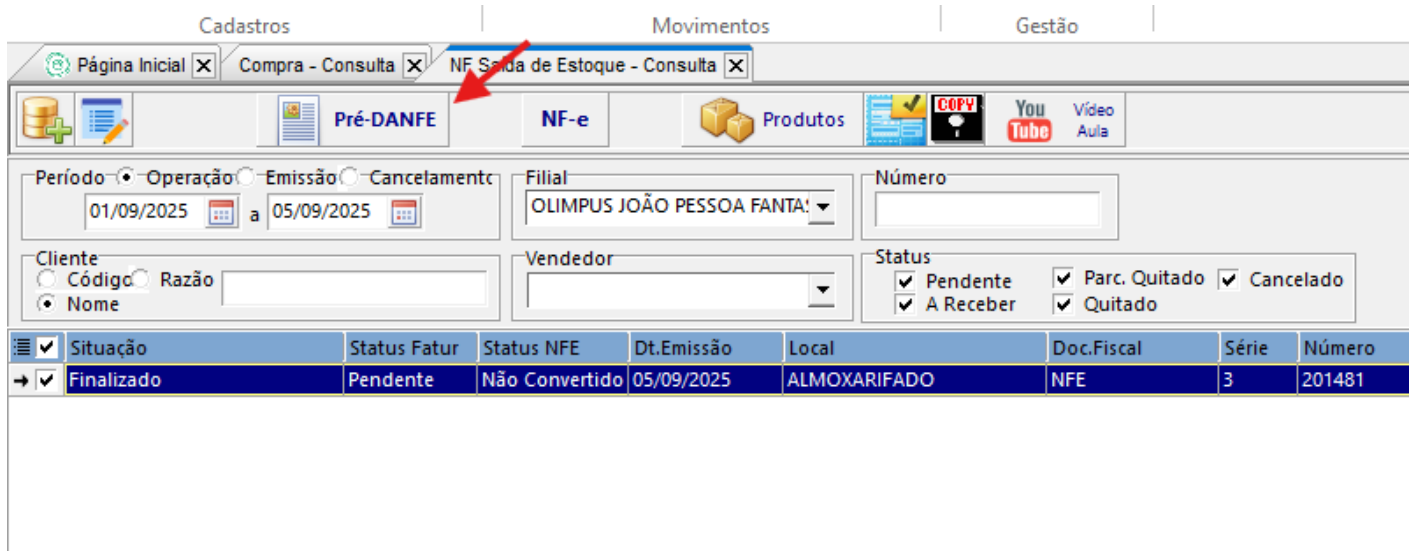 Cadastros Movimentos Gestão
Página Inicial Compra - Consulta NF Saída de Estoque - Consulta
Pré-DANFE NF-e Produtos COPY You Tube Vídeo Aula
Período Operação Emissão Cancelamento Filial Número
01/09/2025 a 05/09/2025 OLIMPUS JOÃO PESSOA FANTAS
Cliente Vendedor Status
Código Razão Pendente Parc. Quitado Cancelado
Nome A Receber Quitado
Situação Status Fatur Status NFE Dt.Emissão Local Doc.Fiscal Série Número
Finalizado Pendente Não Convertido 05/09/2025 ALMOXARIFADO NFE 3 201481